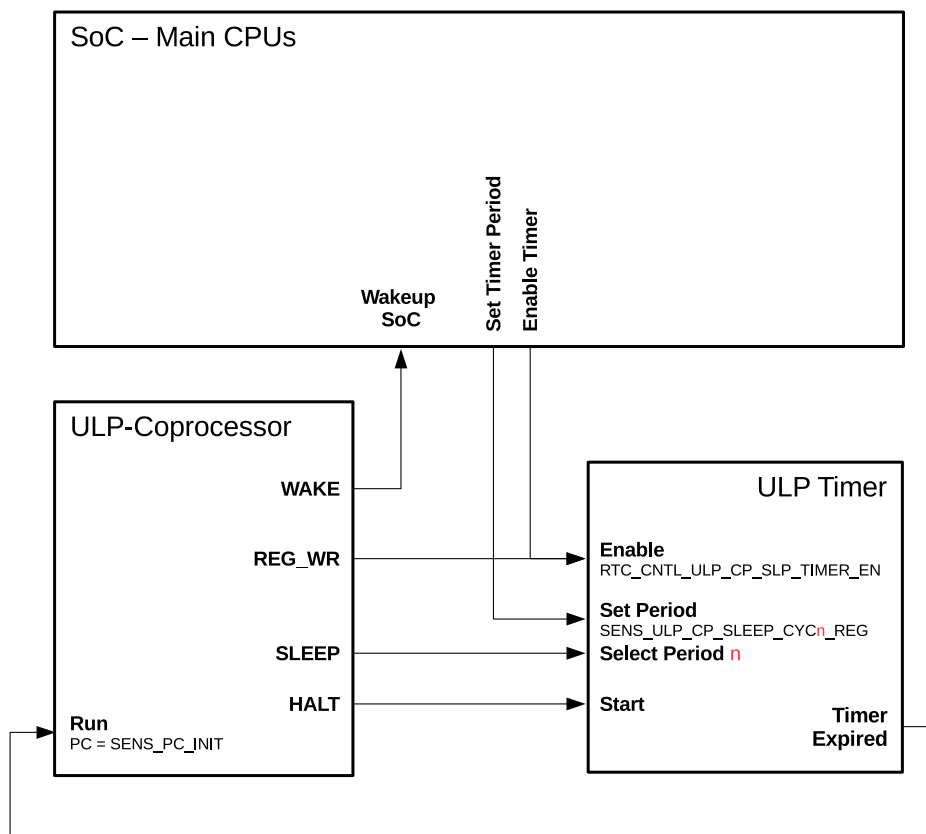 SoC – Main CPUs
Set Timer Period
Enable Timer
Wakeup
SoC
ULP-Coprocessor
WAKE
REG_WR
SLEEP
HALT
Run
PC = SENS_PC_INIT
ULP Timer
Enable
RTC_CNTL_ULP_CP_SLP_TIMER_EN
Set Period
SENS_ULP_CP_SLEEP_CYCn_REG
Select Period n
Start
Timer
Expired